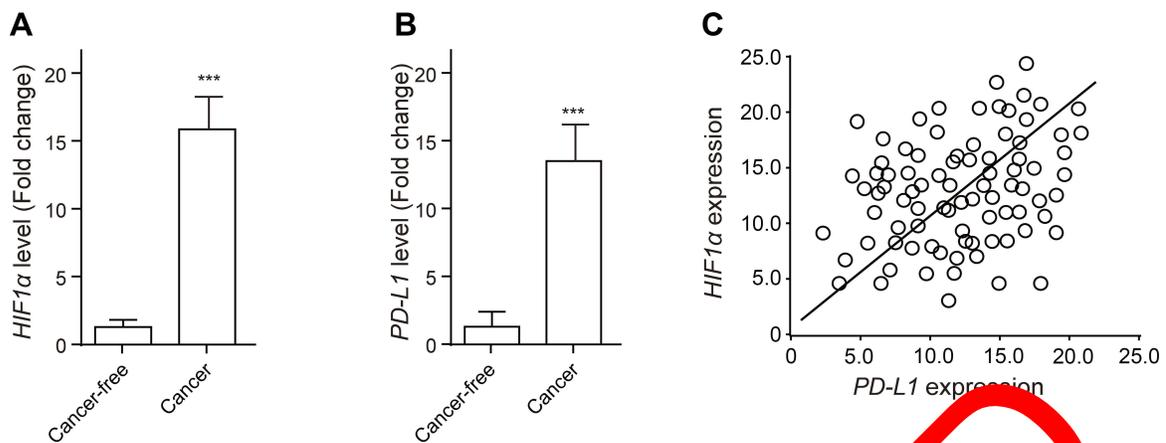 A
HIF1α level (Fold change)
20
15
10
5
0
***
Cancer-free
Cancer
B
PD-L1 level (Fold change)
20
15
10
5
0
***
Cancer-free
Cancer
C
HIF1α expression
25.0
20.0
15.0
10.0
5.0
0
0 5.0 10.0 15.0 20.0 25.0
PD-L1 expression